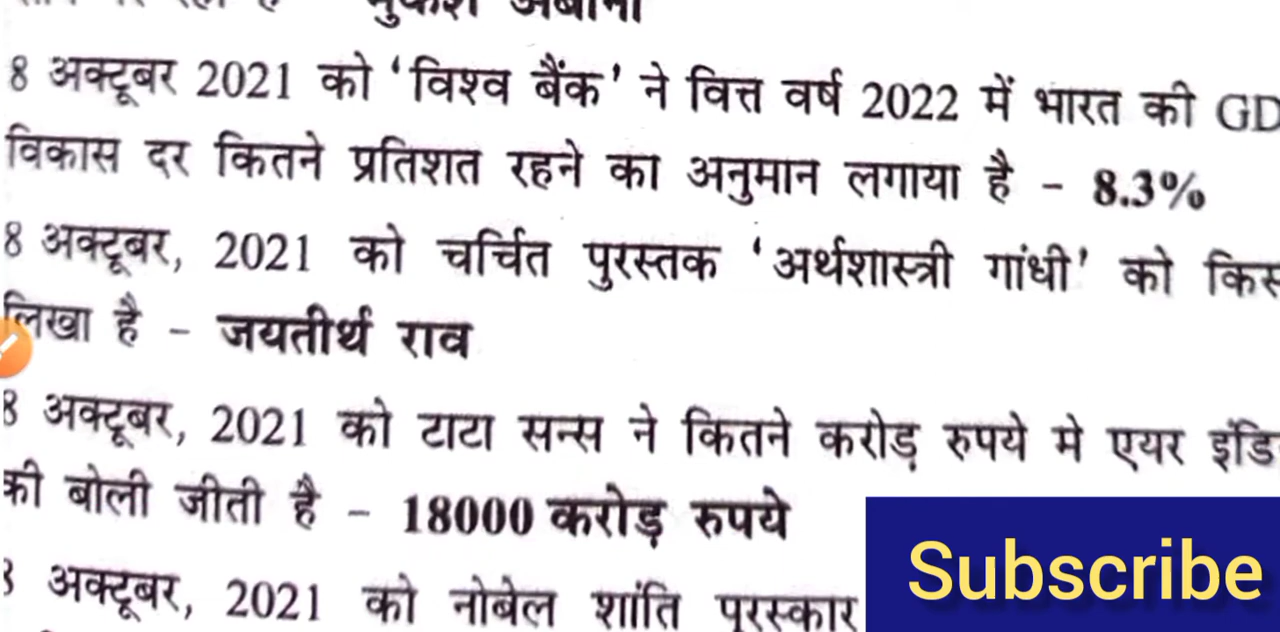 मुकेश अंबानी
8 अक्टूबर 2021 को ‘विश्व बैंक’ ने वित्त वर्ष 2022 में भारत की GD
विकास दर कितने प्रतिशत रहने का अनुमान लगाया है - 8.3%
8 अक्टूबर, 2021 को चर्चित पुरस्तक ‘अर्थशास्त्री गांधी’ को किस
लिखा है - जयतीर्थ राव
8 अक्टूबर, 2021 को टाटा सन्स ने कितने करोड़ रुपये मे एयर इंडि
की बोली जीती है - 18000 करोड़ रुपये
अक्टूबर, 2021 को नोबेल शांति पुरस्कार
Subscribe